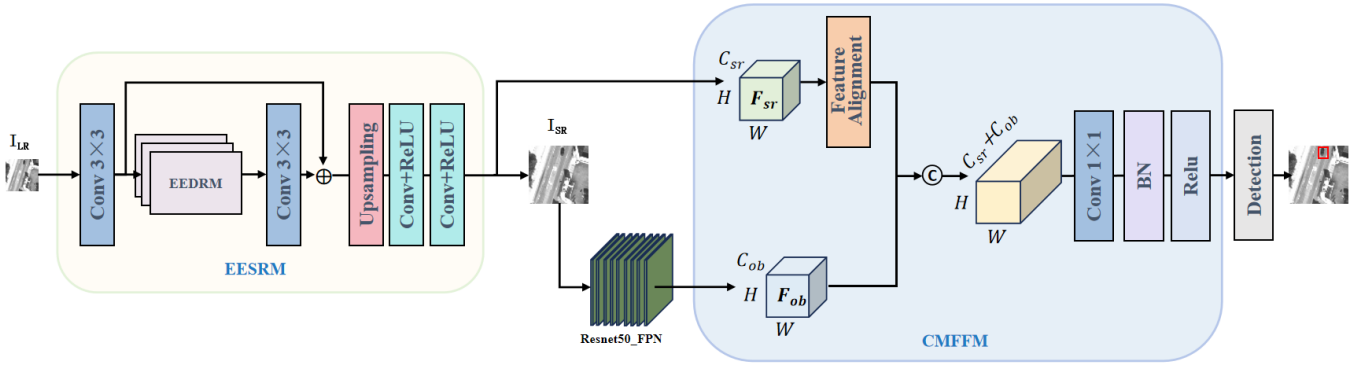 I_LR
Conv 3×3
EEDRM
Conv 3×3
⊕
Upsampling
Conv+ReLU
Conv+ReLU
EESRM
I_SR
Resnet50_FPN
C_sr
H
F_sr
W
Feature
Alignment
C_ob
H
F_ob
W
C
C_sr+C_ob
H
W
Conv 1×1
BN
Relu
CMFFM
Detection